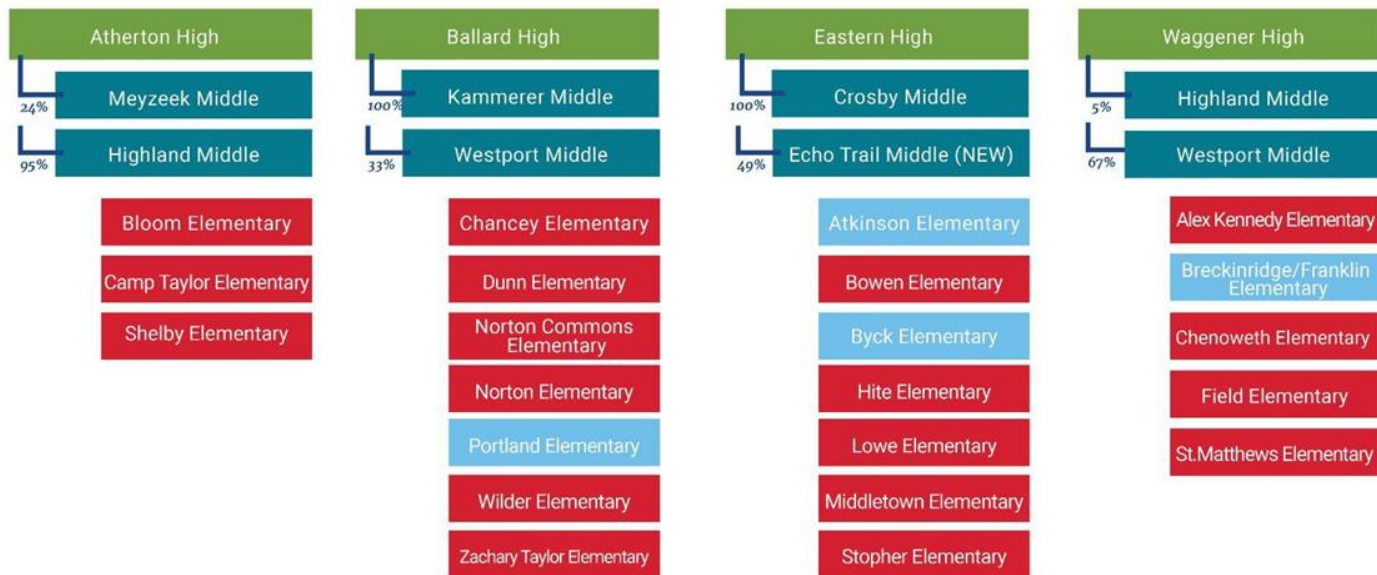 Atherton High
24%
Meyzeek Middle
95%
Highland Middle
Bloom Elementary
Camp Taylor Elementary
Shelby Elementary
Ballard High
100%
Kammerer Middle
33%
Westport Middle
Chancey Elementary
Dunn Elementary
Norton Commons
Elementary
Norton Elementary
Portland Elementary
Wilder Elementary
Zachary Taylor Elementary
Eastern High
100%
Crosby Middle
49%
Echo Trail Middle (NEW)
Atkinson Elementary
Bowen Elementary
Byck Elementary
Hite Elementary
Lowe Elementary
Middletown Elementary
Stopher Elementary
Waggener High
5%
Highland Middle
67%
Westport Middle
Alex Kennedy Elementary
Breckinridge/Franklin
Elementary
Chenoweth Elementary
Field Elementary
St.Matthews Elementary